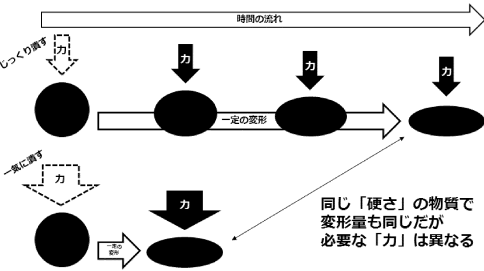 時間の流れ
じっくり潰す
力
力
力
力
一定の変形
一気に潰す
力
力
一定の
変形
同じ「硬さ」の物質で
変形量も同じだが
必要な「力」は異なる